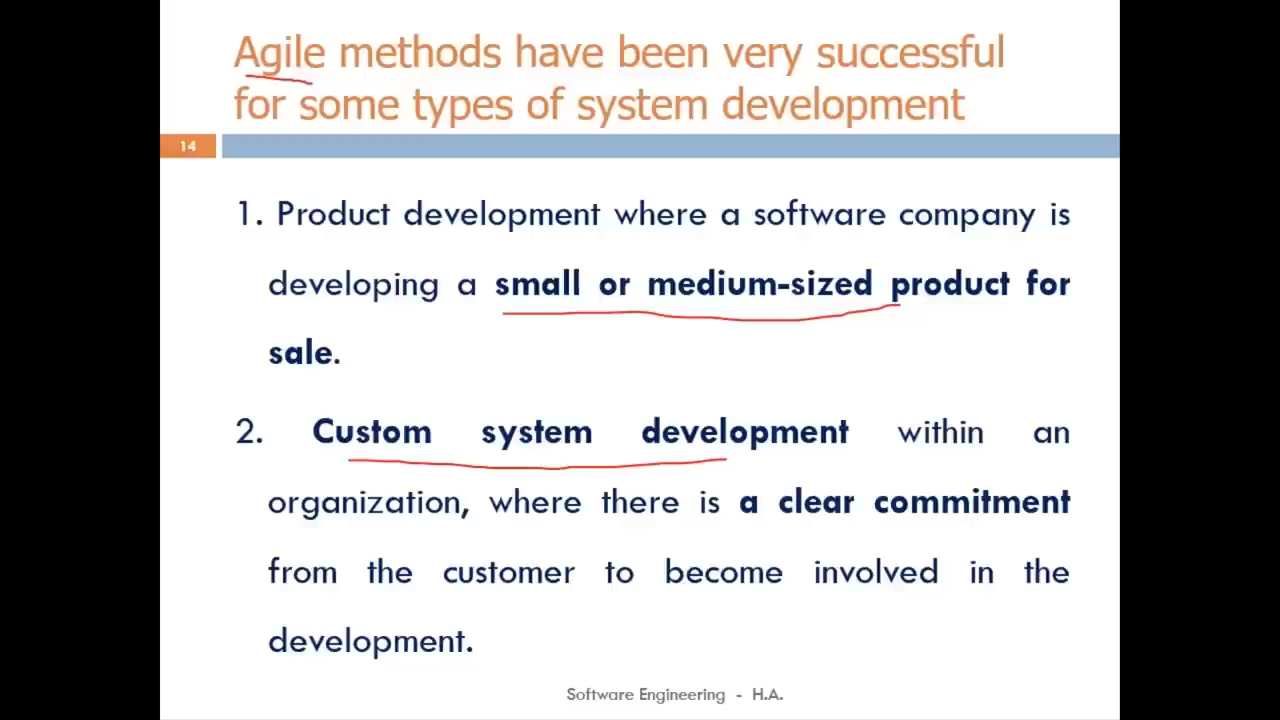 Agile methods have been very successful
for some types of system development
14
1. Product development where a software company is
developing a small or medium-sized product for
sale.
2. Custom system development within an
organization, where there is a clear commitment
from the customer to become involved in the
development.
Software Engineering - H.A.